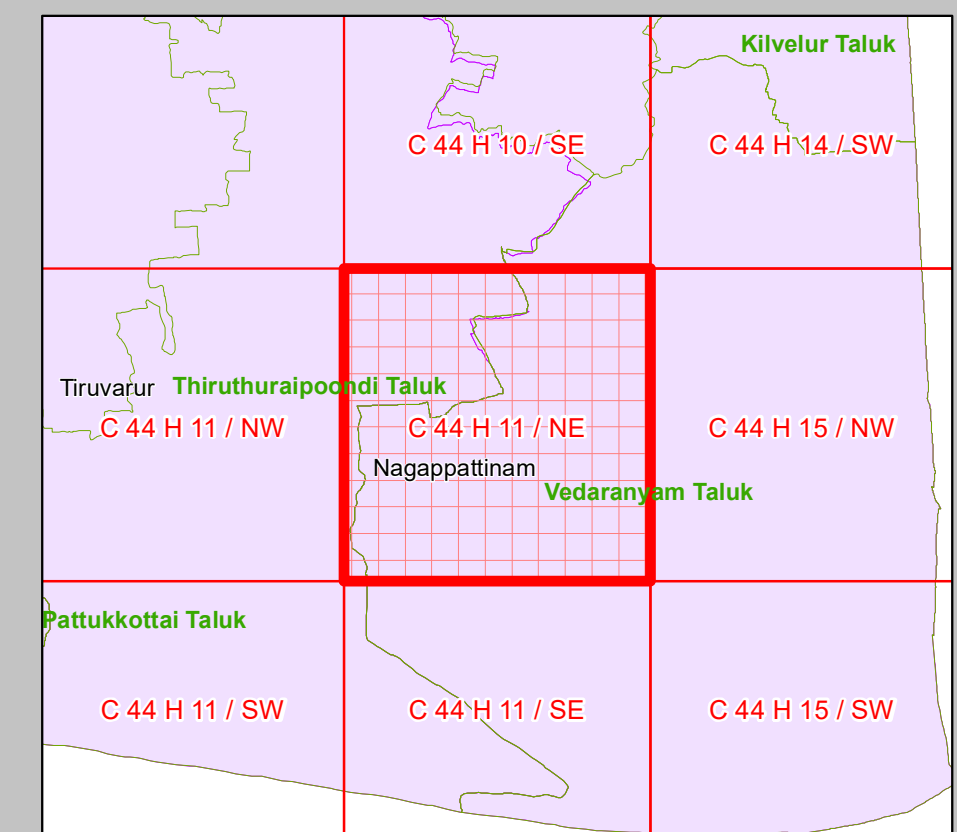 Kilvelur Taluk
C 44 H 10 / SE
C 44 H 14 / SW
Tiruvarur
Thiruthuraipoondi Taluk
C 44 H 11 / NW
C 44 H 11 / NE
C 44 H 15 / NW
Nagappattinam
Vedaranyam Taluk
Pattukkottai Taluk
C 44 H 11 / SW
C 44 H 11 / SE
C 44 H 15 / SW